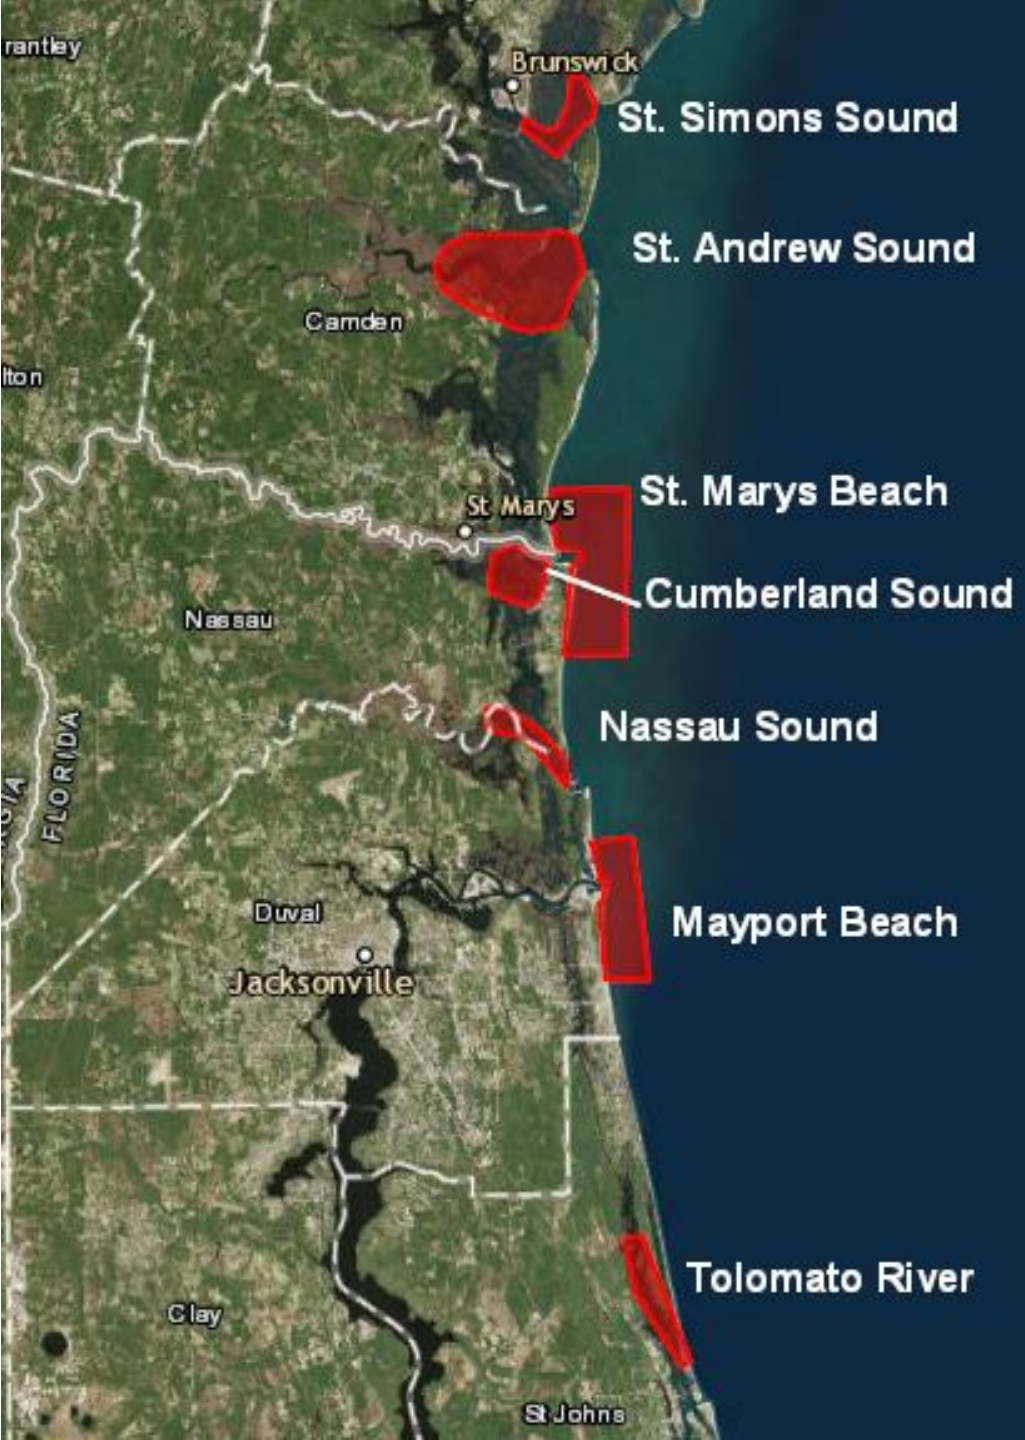 rantley
Brunswick
St. Simons Sound
St. Andrew Sound
Camden
lton
St. Marys Beach
St Marys
Cumberland Sound
Nassau
Nassau Sound
FLORIDA
GIA
Duval
Mayport Beach
Jacksonville
Tolomato River
Clay
St Johns